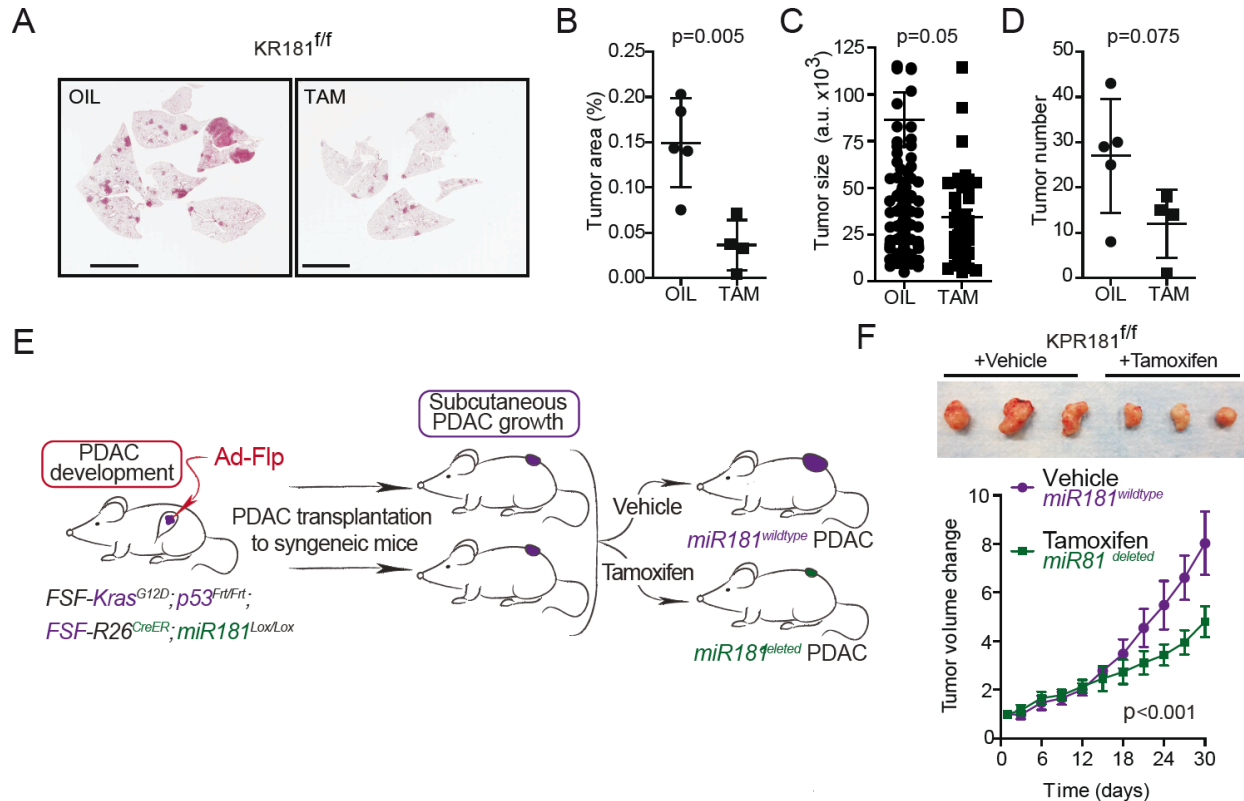 A
KR181f/f
OIL
TAM
B
p=0.005
Tumor area (%)
0.25
0.20
0.15
0.10
0.05
0.00
OIL
TAM
C
p=0.05
Tumor size (a.u. x10³)
125
100
75
50
25
0
OIL
TAM
D
p=0.075
Tumor number
50
40
30
20
10
0
OIL
TAM
E
PDAC
development
Ad-Flp
FSF-KrasG12D; p53Frt/Frt;
FSF-R26CreER; miR181Lox/Lox
PDAC transplantation
to syngeneic mice
Subcutaneous
PDAC growth
Vehicle
Tamoxifen
miR181wildtype PDAC
miR181deleted PDAC
F
KPR181f/f
+Vehicle
+Tamoxifen
Vehicle
miR181wildtype
Tamoxifen
miR81 deleted
Tumor volume change
10
8
6
4
2
0
p<0.001
0 6 12 18 24 30
Time (days)